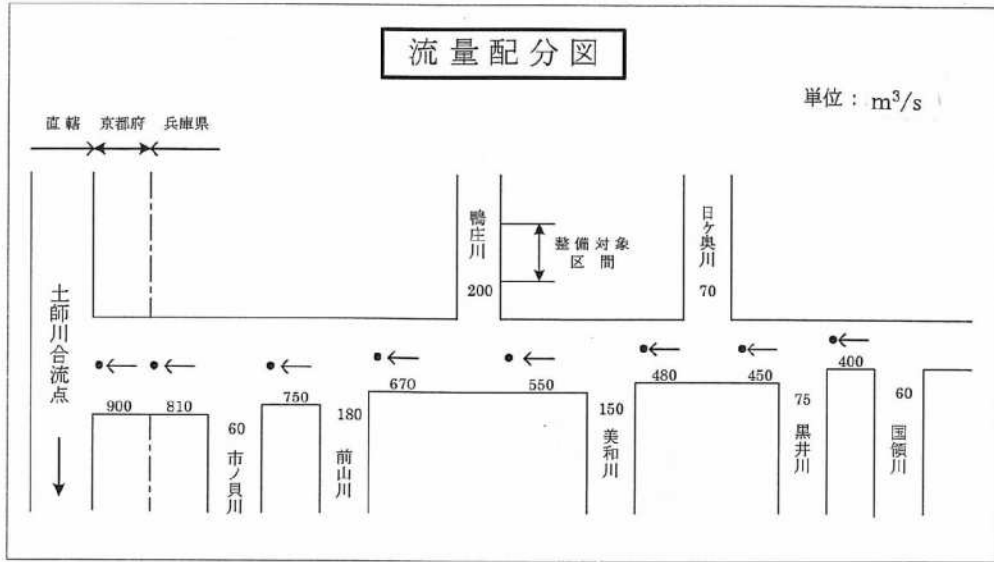 流量配分図
単位：m³/s
直轄 京都府 兵庫県
鴨庄川
200
整備対象
区間
日ヶ奥川
70
土師川合流点
900
810
60
市ノ貝川
750
180
前山川
670
550
150
美和川
480
450
75
黒井川
400
60
国領川